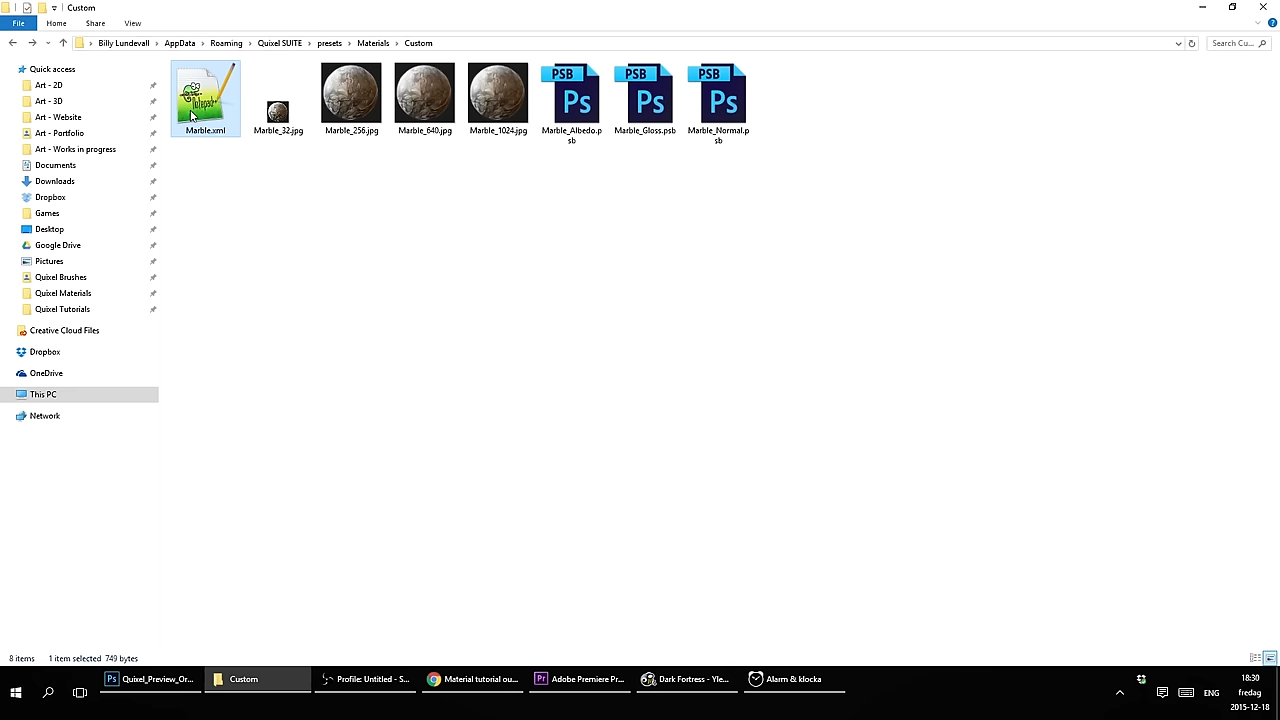 Custom
File Home Share View
Billy Lundevall AppData Roaming Quixel SUITE presets Materials Custom
Search Cu...
Quick access
Art - 2D
Art - 3D
Art - Website
Art - Portfolio
Art - Works in progress
Documents
Downloads
Dropbox
Games
Desktop
Google Drive
Pictures
Quixel Brushes
Quixel Materials
Quixel Tutorials
Creative Cloud Files
Dropbox
OneDrive
This PC
Network
PSB PSB PSB
Ps Ps Ps
Marble.xml Marble_32.jpg Marble_256.jpg Marble_640.jpg Marble_1024.jpg Marble_Albedo.p Marble_Gloss.psb Marble_Normal.p
sb sb
8 items 1 item selected 749 bytes
Ps Quixel_Preview_Or... Custom Profile: Untitled - S... Material tutorial ou... Pr Adobe Premiere Pr... Dark Fortress - Yle... Alarm & klocka
ENG
18:30
fredag
2015-12-18